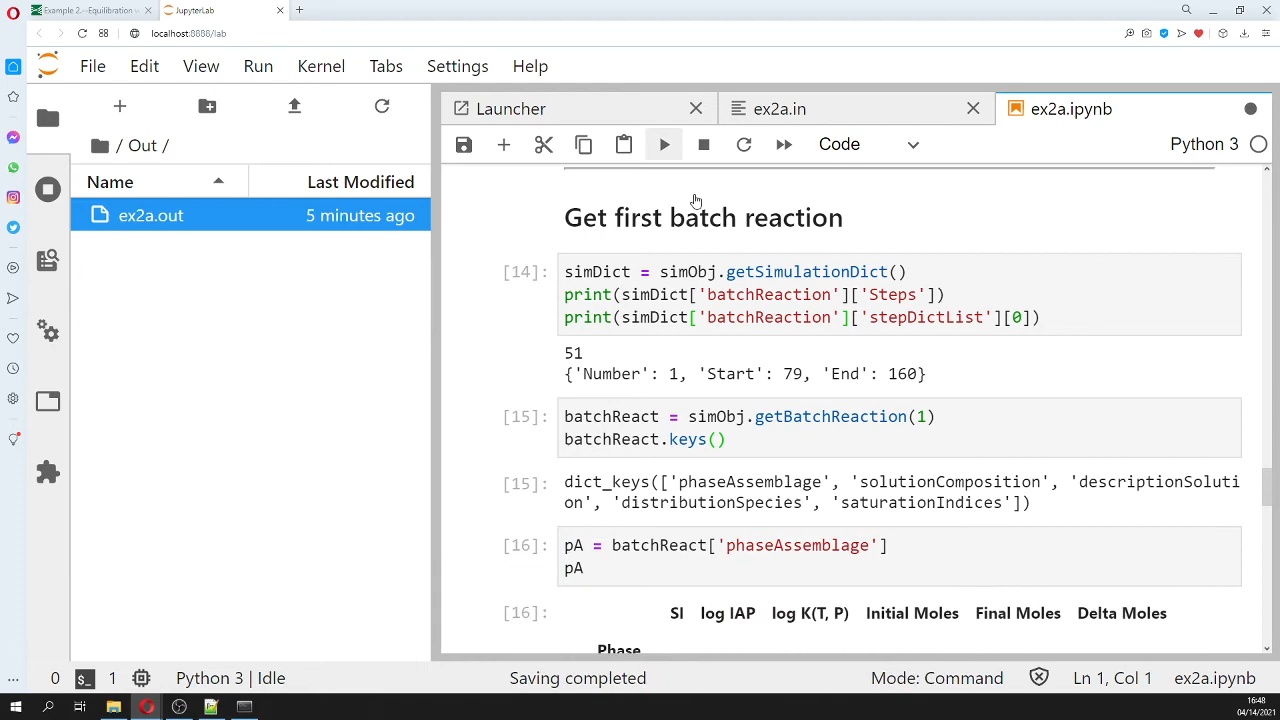 Example 2.--Equilibration
JupyterLab
localhost:8888/lab
File Edit View Run Kernel Tabs Settings Help
/ Out /
Name Last Modified
ex2a.out 5 minutes ago
Launcher ex2a.in ex2a.ipynb
Code Python 3
Get first batch reaction
[14]: simDict = simObj.getSimulationDict()
print(simDict['batchReaction']['Steps'])
print(simDict['batchReaction']['stepDictList'][0])
51
{'Number': 1, 'Start': 79, 'End': 160}
[15]: batchReact = simObj.getBatchReaction(1)
batchReact.keys()
[15]: dict_keys(['phaseAssemblage', 'solutionComposition', 'descriptionSoluti
on', 'distributionSpecies', 'saturationIndices'])
[16]: pA = batchReact['phaseAssemblage']
pA
[16]: SI log IAP log K(T, P) Initial Moles Final Moles Delta Moles
Phase
0 1 Python 3 | Idle Saving completed Mode: Command Ln 1, Col 1 ex2a.ipynb
16:48
04/14/2021